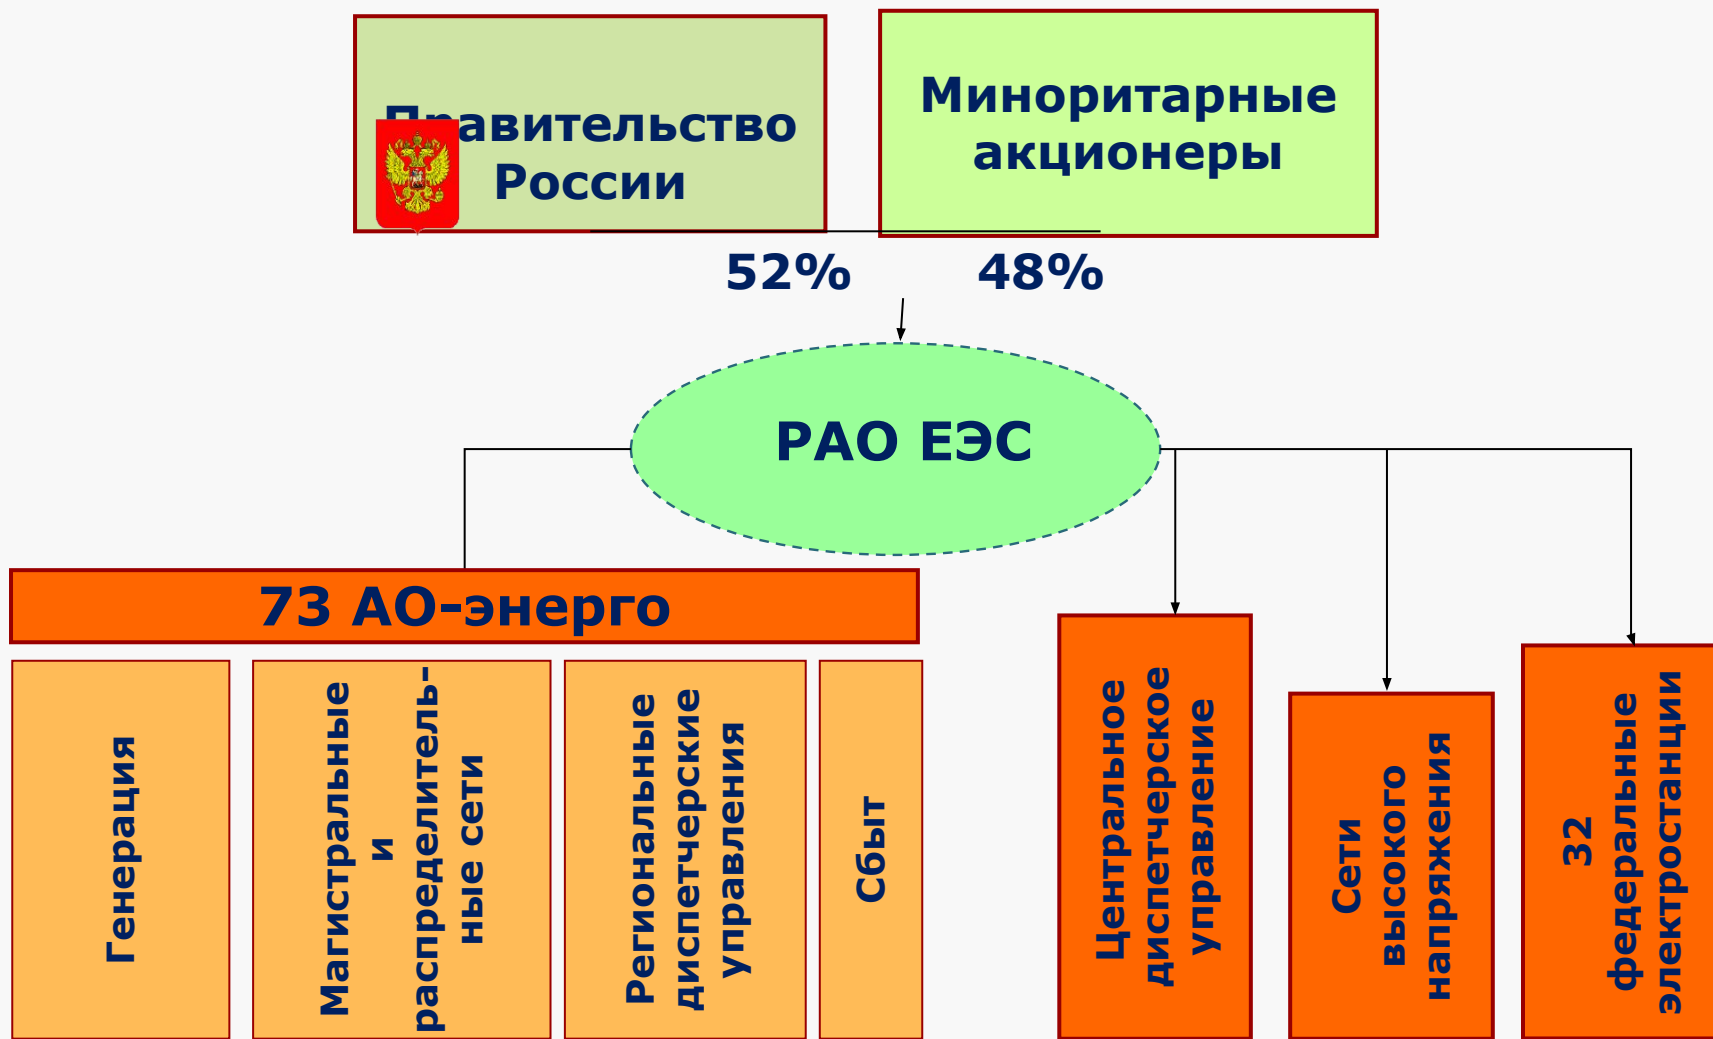 Правительство
России
Миноритарные
акционеры
52%
48%
РАО ЕЭС
73 АО-энерго
Генерация
Магистральные
и
распределитель-
ные сети
Региональные
диспетчерские
управления
Сбыт
Центральное
диспетчерское
управление
Сети
высокого
напряжения
32
федеральные
электростанции